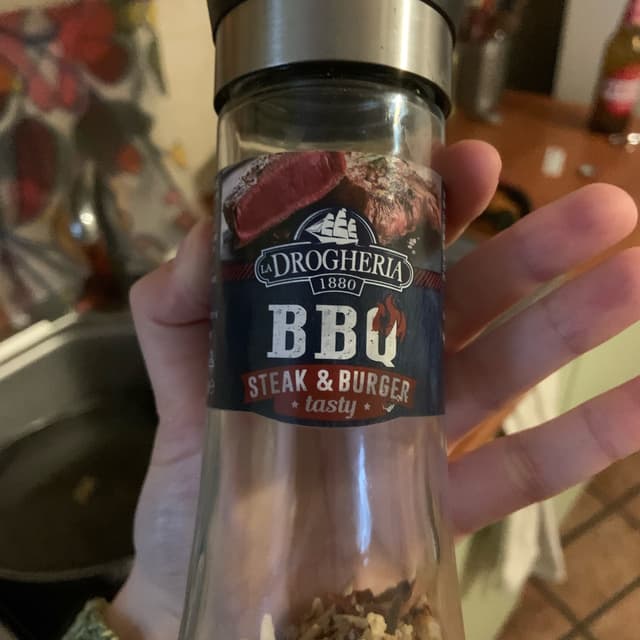 LA DROGHERIA
1880
BBQ
STEAK & BURGER
tasty